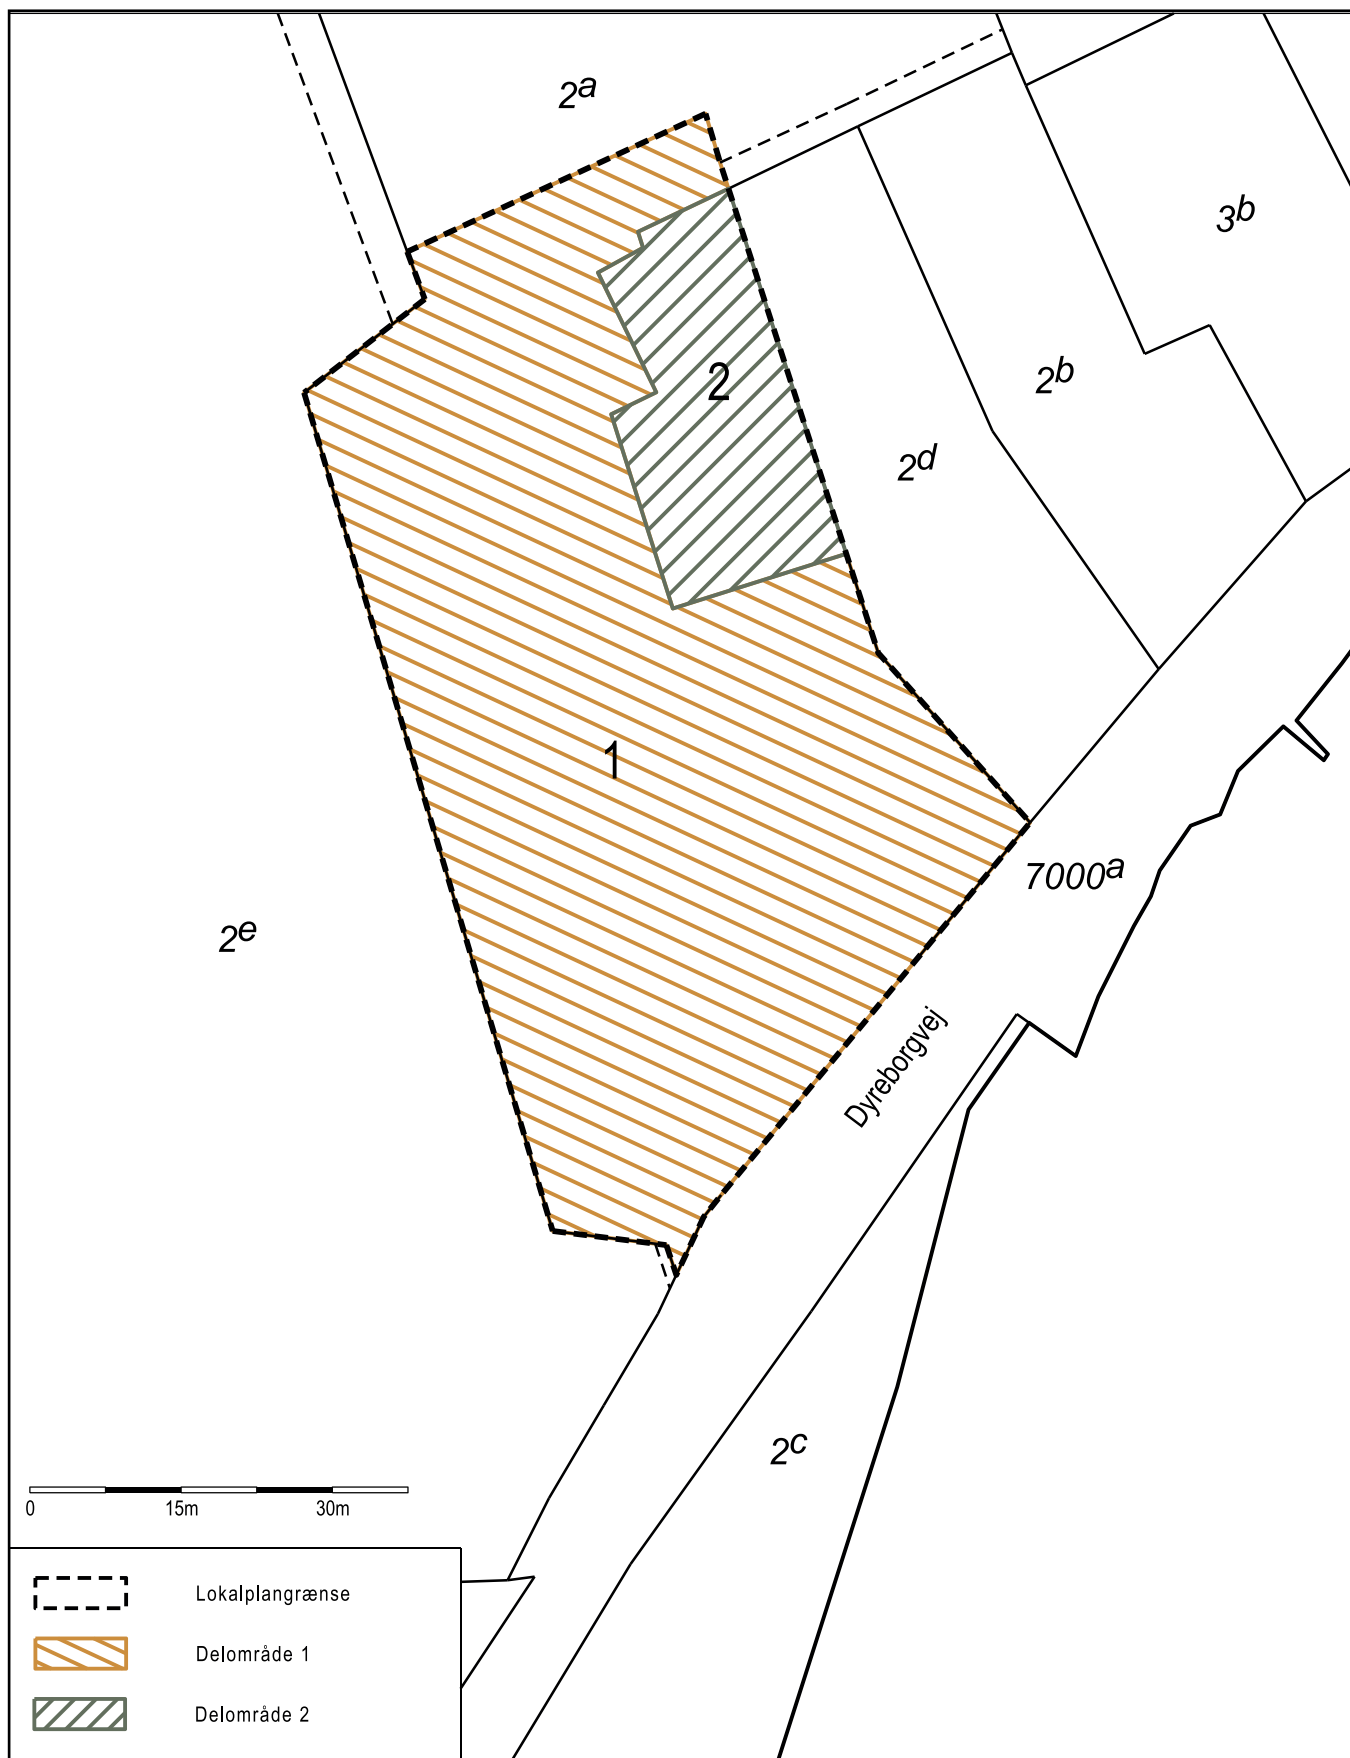 2a
3b
2b
2
2d
1
7000a
2e
Dyreborgvej
2c
0 15m 30m
Lokalplangrænse
Delområde 1
Delområde 2